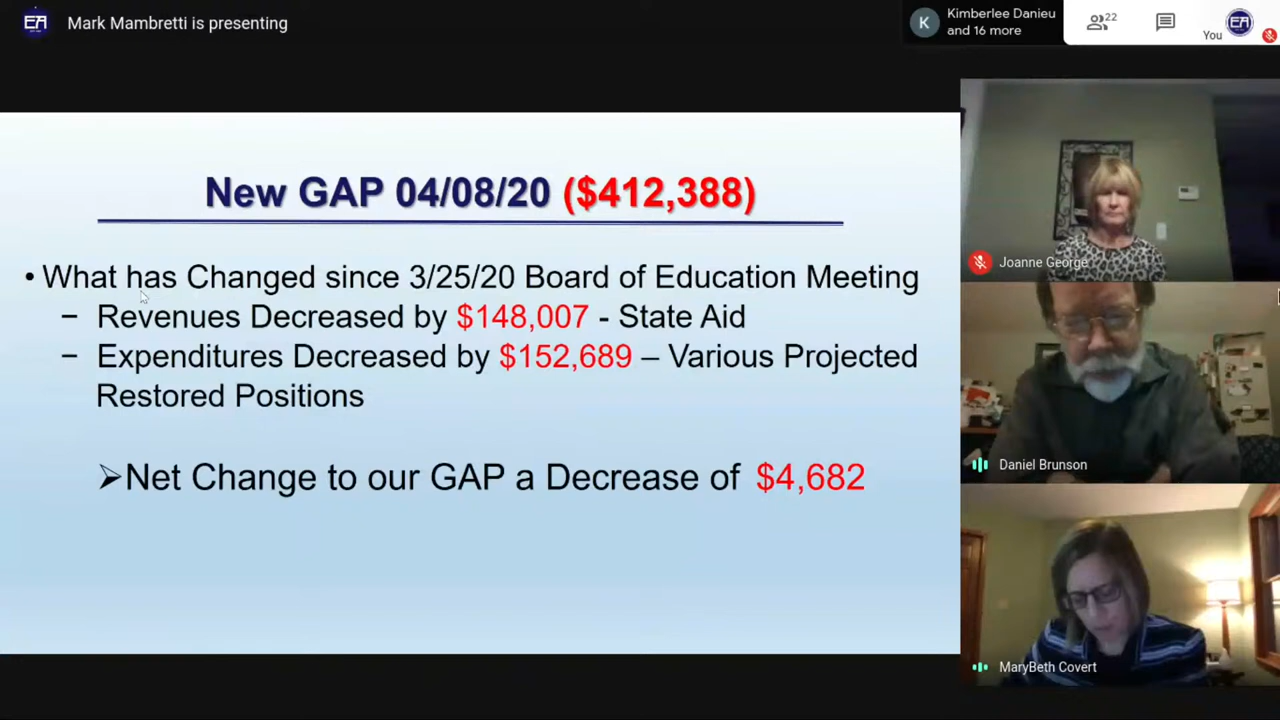 EA
Mark Mambretti is presenting
K
Kimberlee Danieu
and 16 more
22
You
EA
New GAP 04/08/20 ($412,388)
• What has Changed since 3/25/20 Board of Education Meeting
− Revenues Decreased by $148,007 - State Aid
− Expenditures Decreased by $152,689 – Various Projected
Restored Positions
➢Net Change to our GAP a Decrease of $4,682
Joanne George
Daniel Brunson
MaryBeth Covert